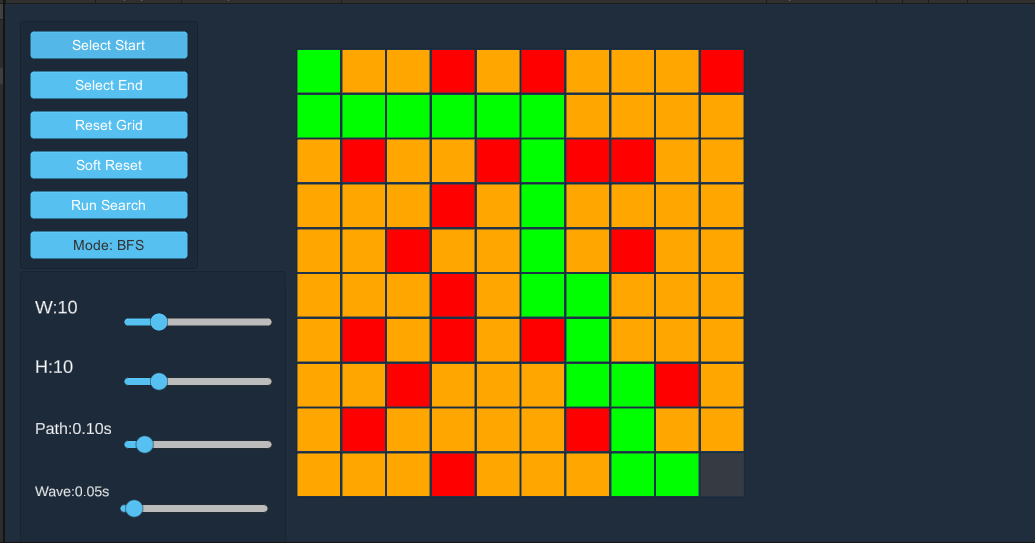 Select Start
Select End
Reset Grid
Soft Reset
Run Search
Mode: BFS
W:10
H:10
Path:0.10s
Wave:0.05s